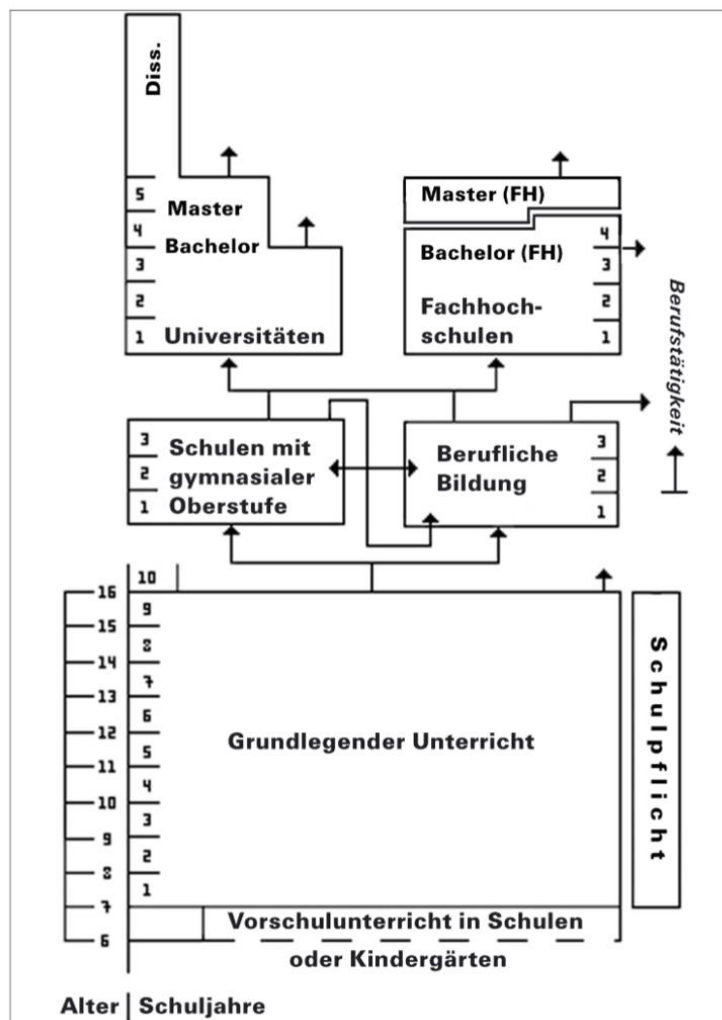 Diss.
5
4
3
2
1
Master
Bachelor
Universitäten
Master (FH)
Bachelor (FH)
Fachhoch-
schulen
4
3
2
1
Berufstätigkeit
3
2
1
Schulen mit
gymnasialer
Oberstufe
Berufliche
Bildung
3
2
1
10
16
9
15
8
14
7
13
6
12
5
11
4
10
3
9
2
8
1
7
6
Grundlegender Unterricht
Schulpflicht
Vorschulunterricht in Schulen
oder Kindergärten
Alter Schuljahre